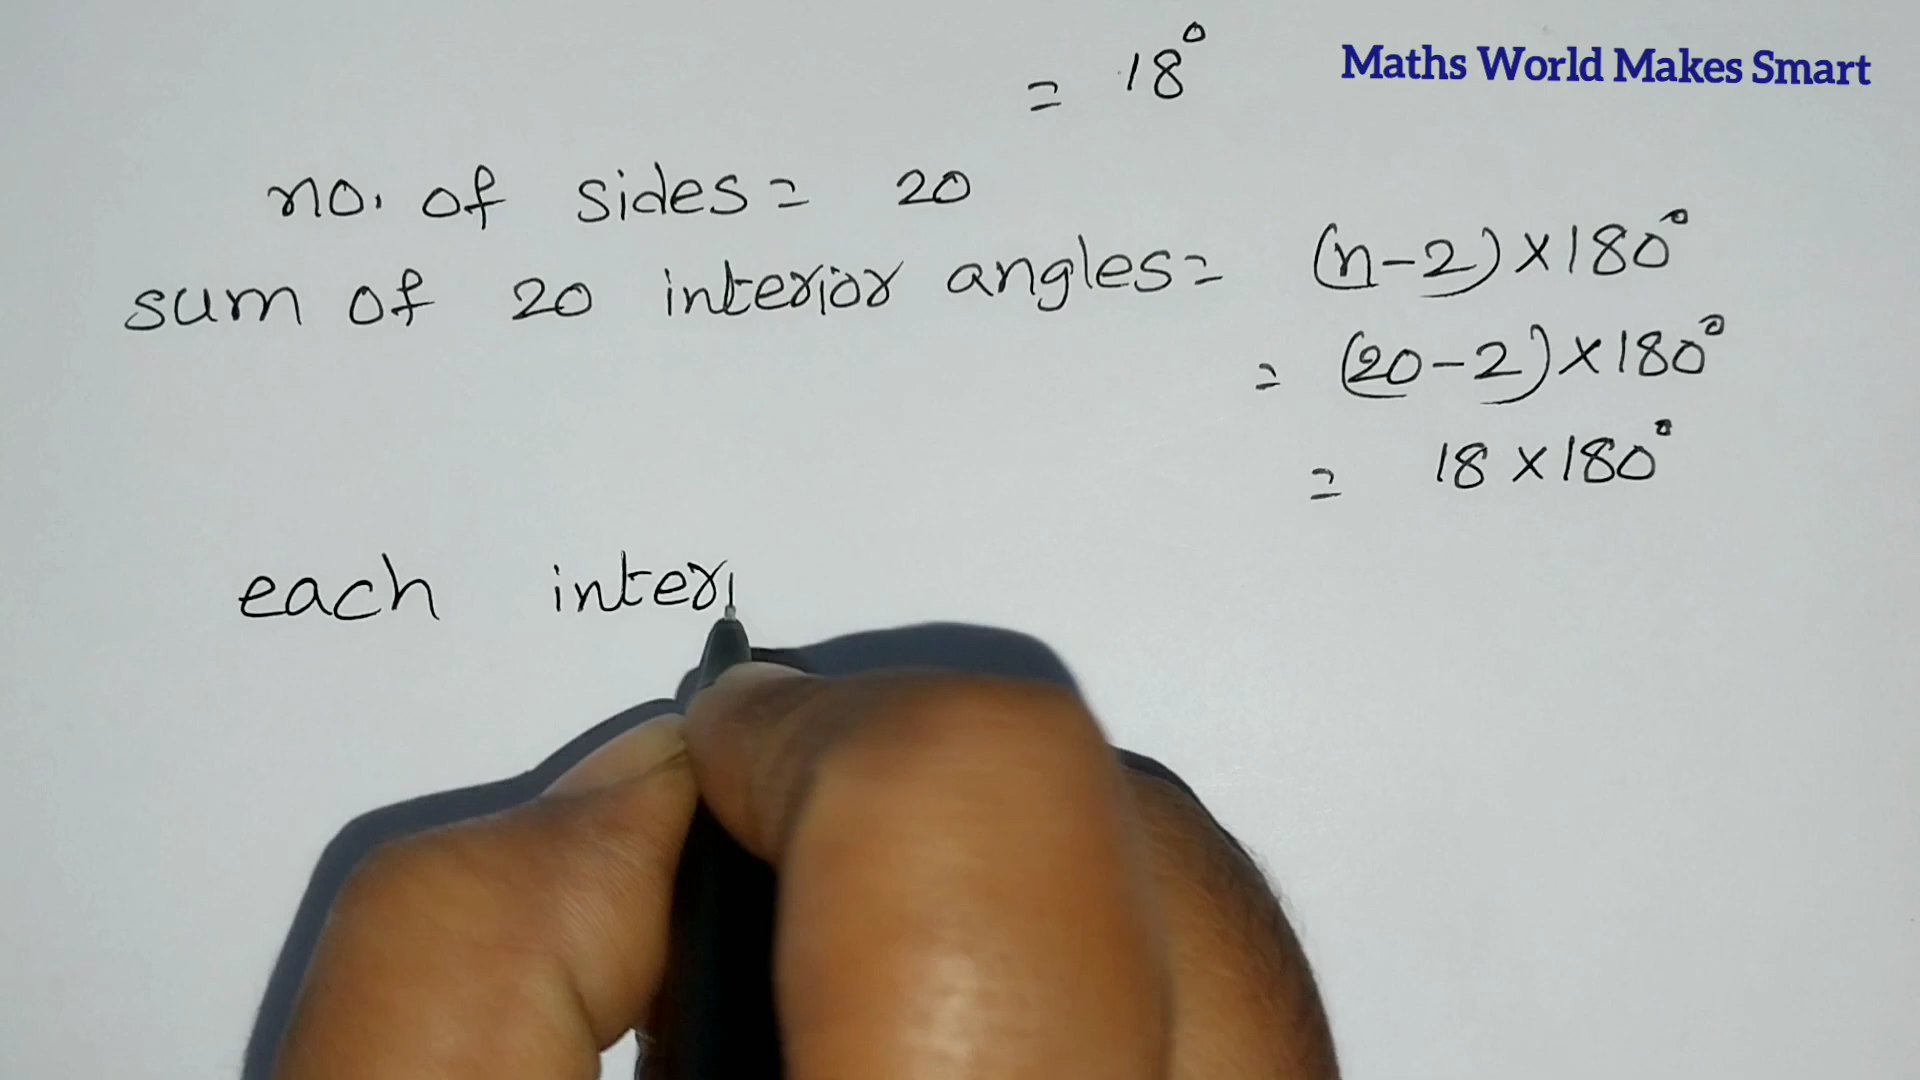 = 18°
Maths World Makes Smart
no. of sides = 20
sum of 20 interior angles = (n-2)×180°
= (20-2)×180°
= 18×180°
each interi